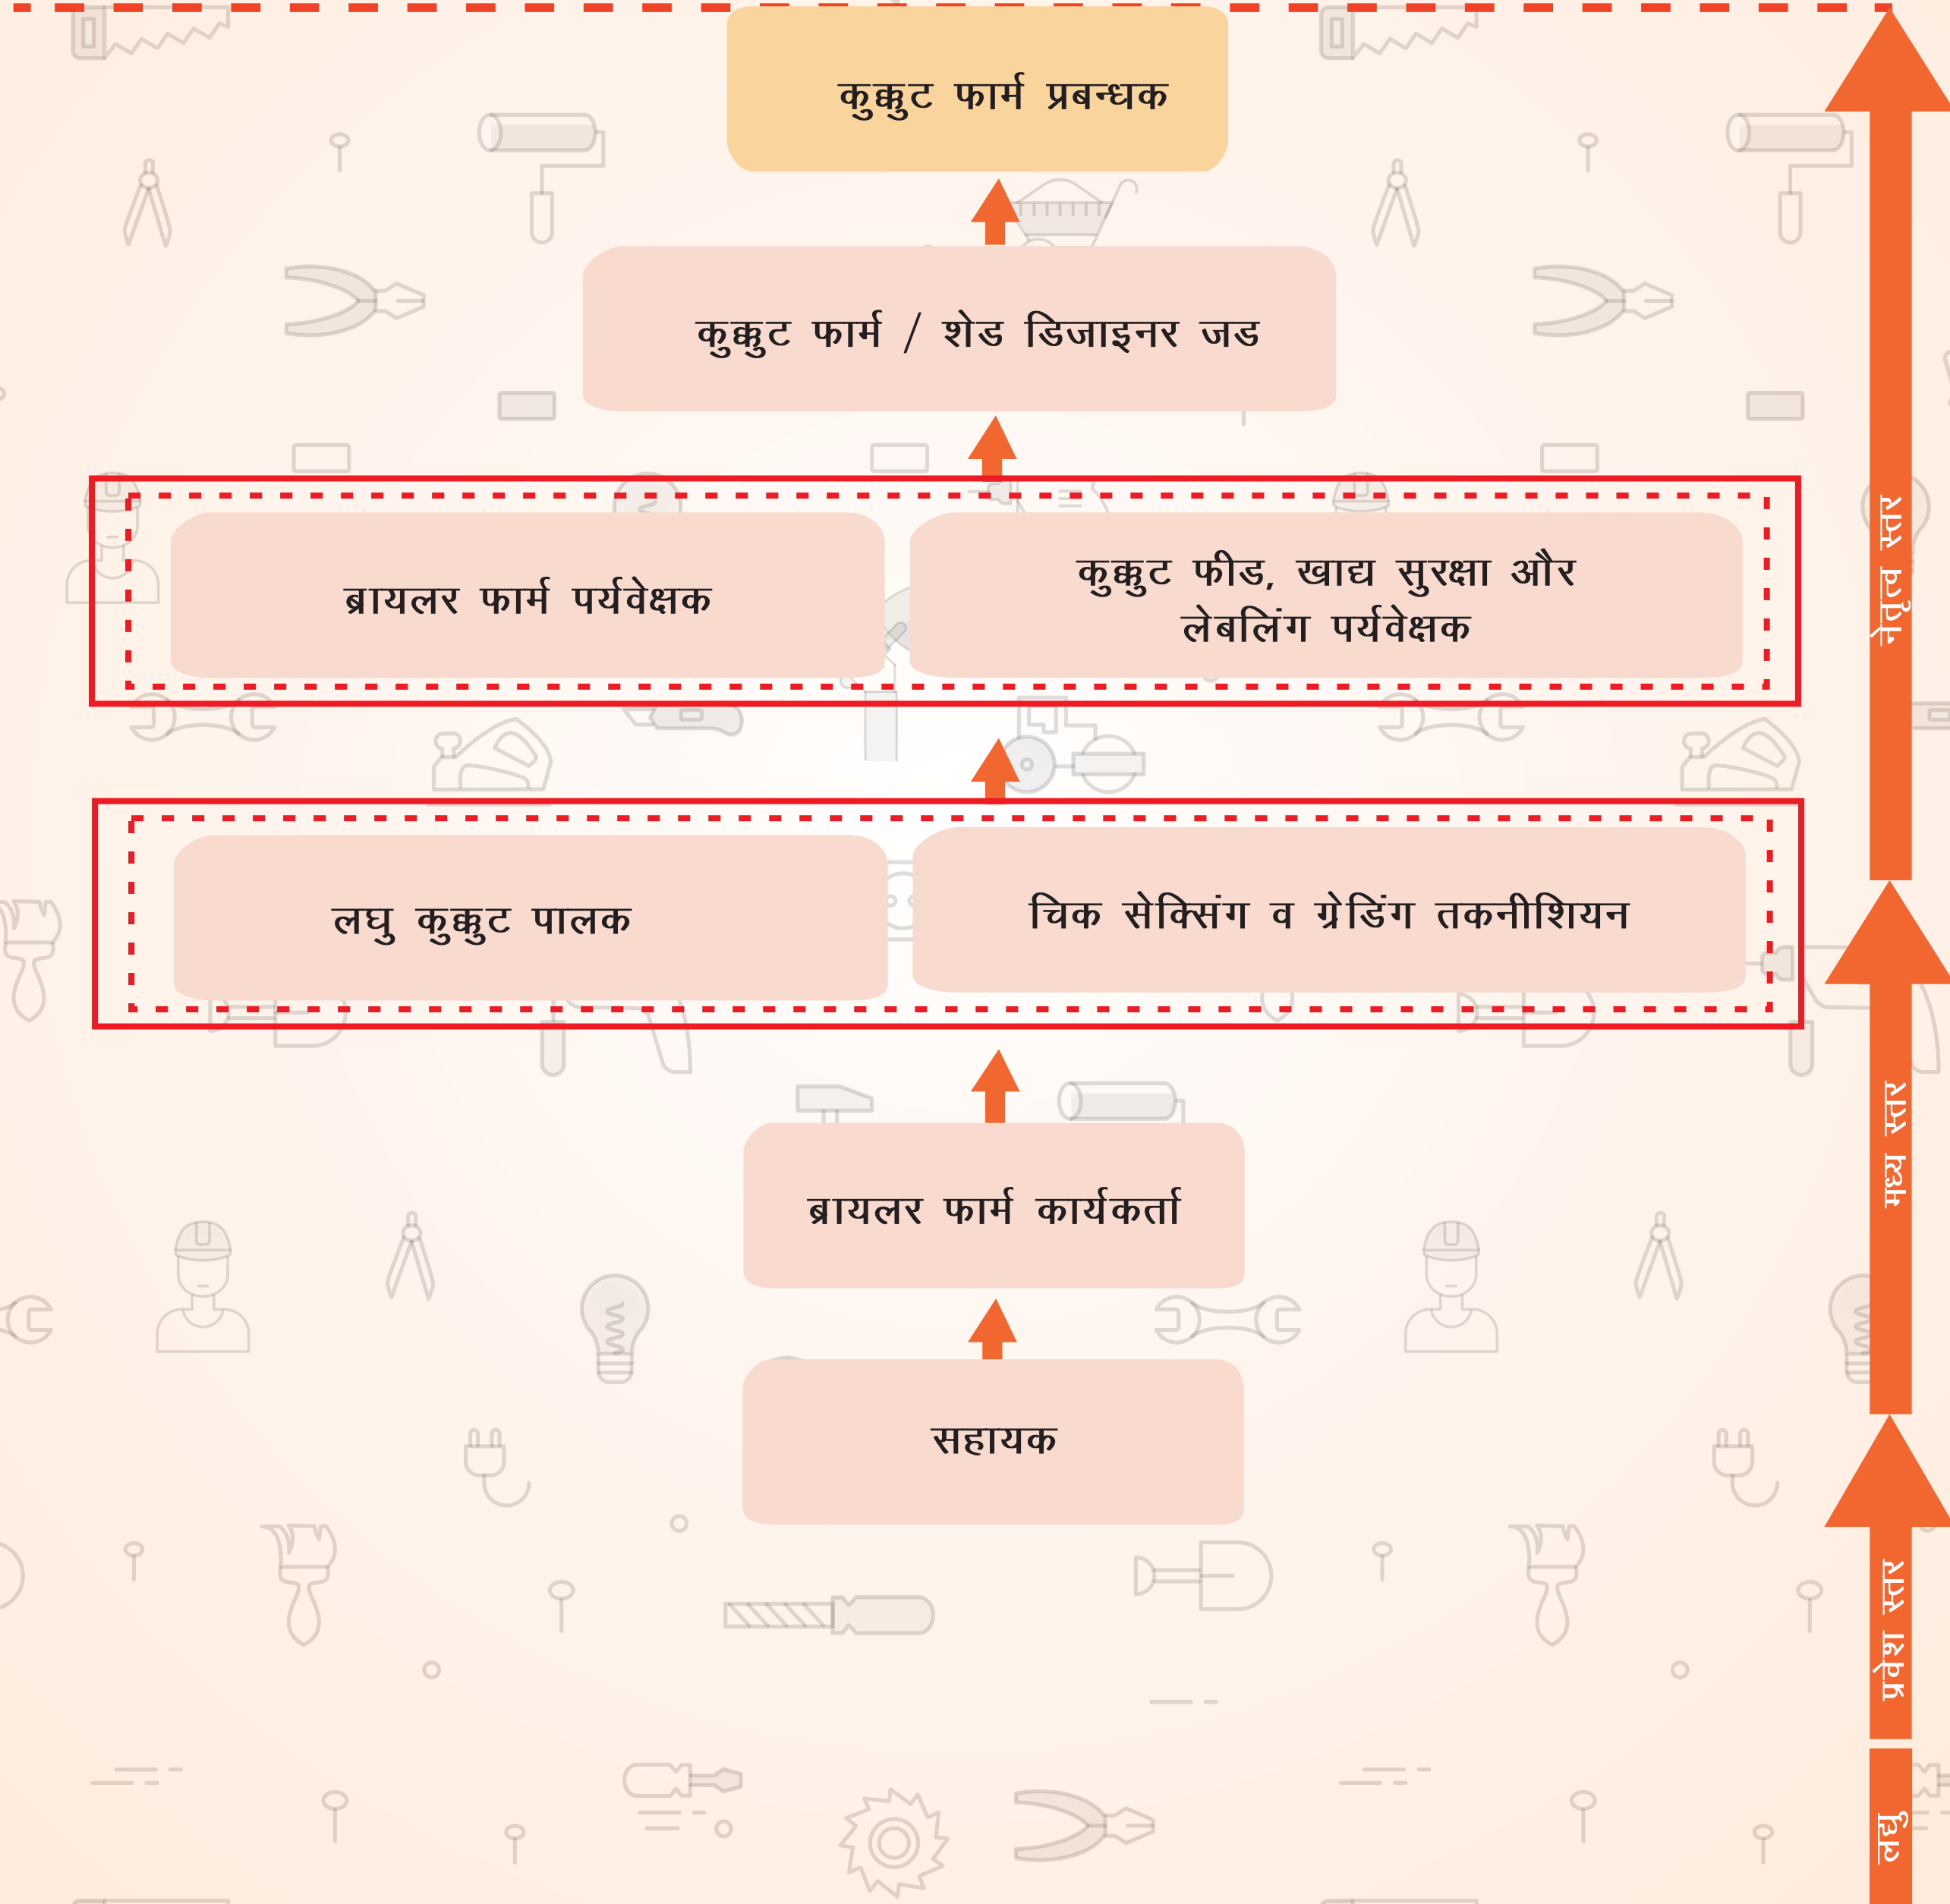 कुक्कुट फार्म प्रबन्धक
कुक्कुट फार्म / शेड डिजाइनर जड
ब्रायलर फार्म पर्यवेक्षक
कुक्कुट फीड, खाद्य सुरक्षा और
लेबलिंग पर्यवेक्षक
लघु कुक्कुट पालक
चिक सेक्सिंग व ग्रेडिंग तकनीशियन
ब्रायलर फार्म कार्यकर्ता
सहायक
नेतृत्व स्तर
मध्य स्तर
प्रवेश स्तर